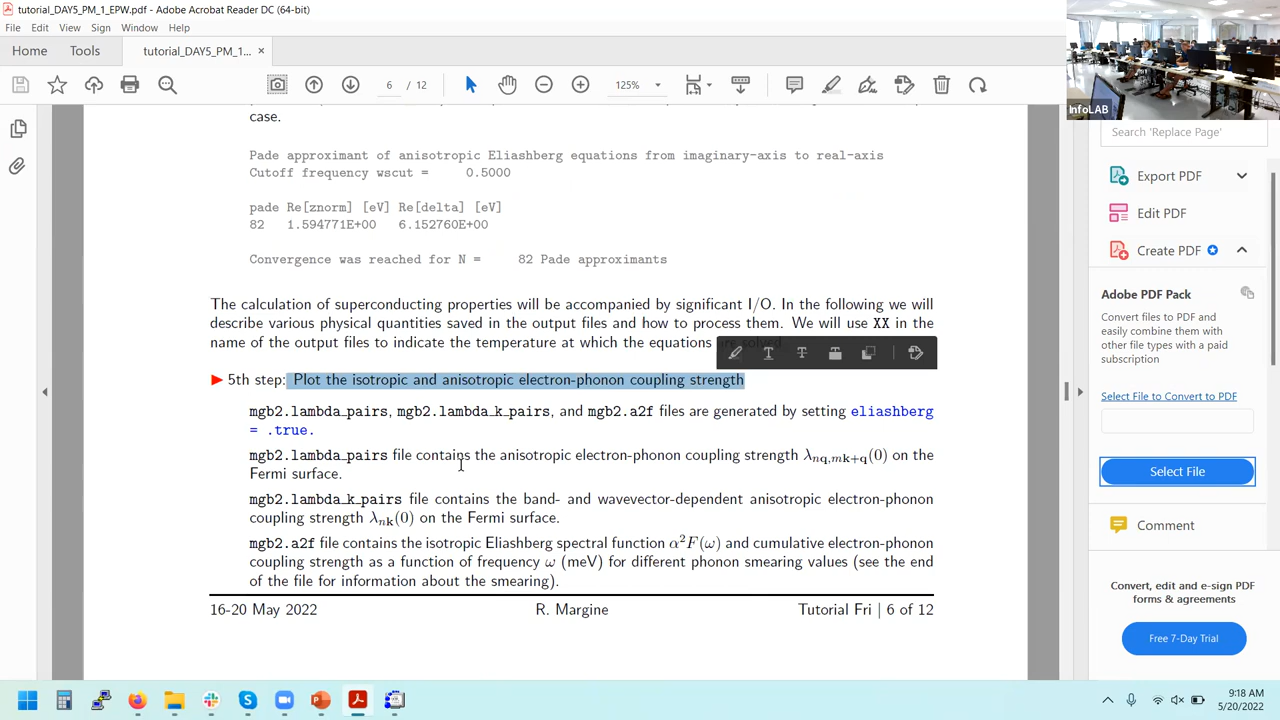 tutorial_DAY5_PM_1_EPW.pdf - Adobe Acrobat Reader DC (64-bit)
File Edit View Sign Window Help
Home Tools tutorial_DAY5_PM_1... ×
6 / 12 125%
InfoLAB
case.
Pade approximant of anisotropic Eliashberg equations from imaginary-axis to real-axis
Cutoff frequency wscut = 0.5000
pade Re[znorm] [eV] Re[delta] [eV]
82 1.594771E+00 6.152760E+00
Convergence was reached for N = 82 Pade approximants
The calculation of superconducting properties will be accompanied by significant I/O. In the following we will
describe various physical quantities saved in the output files and how to process them. We will use XX in the
name of the output files to indicate the temperature at which the equations are solved.
▶ 5th step: Plot the isotropic and anisotropic electron-phonon coupling strength
mgb2.lambda_pairs, mgb2.lambda_k_pairs, and mgb2.a2f files are generated by setting eliashberg
= .true.
mgb2.lambda_pairs file contains the anisotropic electron-phonon coupling strength λnq,mk+q(0) on the
Fermi surface.
mgb2.lambda_k_pairs file contains the band- and wavevector-dependent anisotropic electron-phonon
coupling strength λnk(0) on the Fermi surface.
mgb2.a2f file contains the isotropic Eliashberg spectral function α²F(ω) and cumulative electron-phonon
coupling strength as a function of frequency ω (meV) for different phonon smearing values (see the end
of the file for information about the smearing).
16-20 May 2022 R. Margine Tutorial Fri | 6 of 12
Search 'Replace Page'
Export PDF
Edit PDF
Create PDF
Adobe PDF Pack
Convert files to PDF and
easily combine them with
other file types with a paid
subscription
Select File to Convert to PDF
Select File
Comment
Convert, edit and e-sign PDF
forms & agreements
Free 7-Day Trial
9:18 AM
5/20/2022